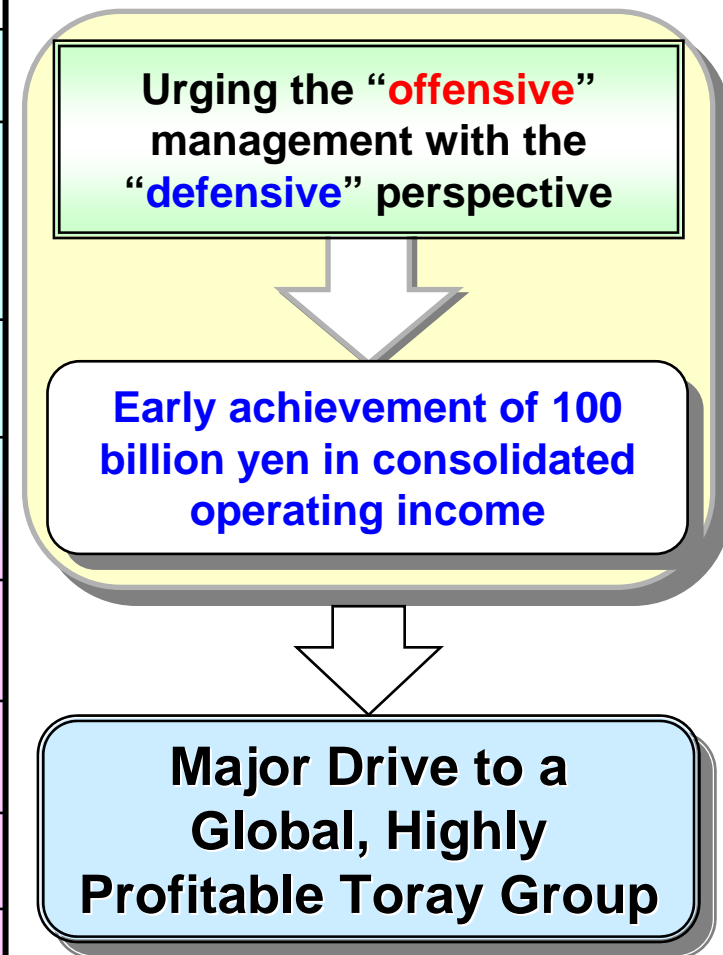 Urging the “offensive”
management with the
“defensive” perspective
Early achievement of 100
billion yen in consolidated
operating income
Major Drive to a
Global, Highly
Profitable Toray Group